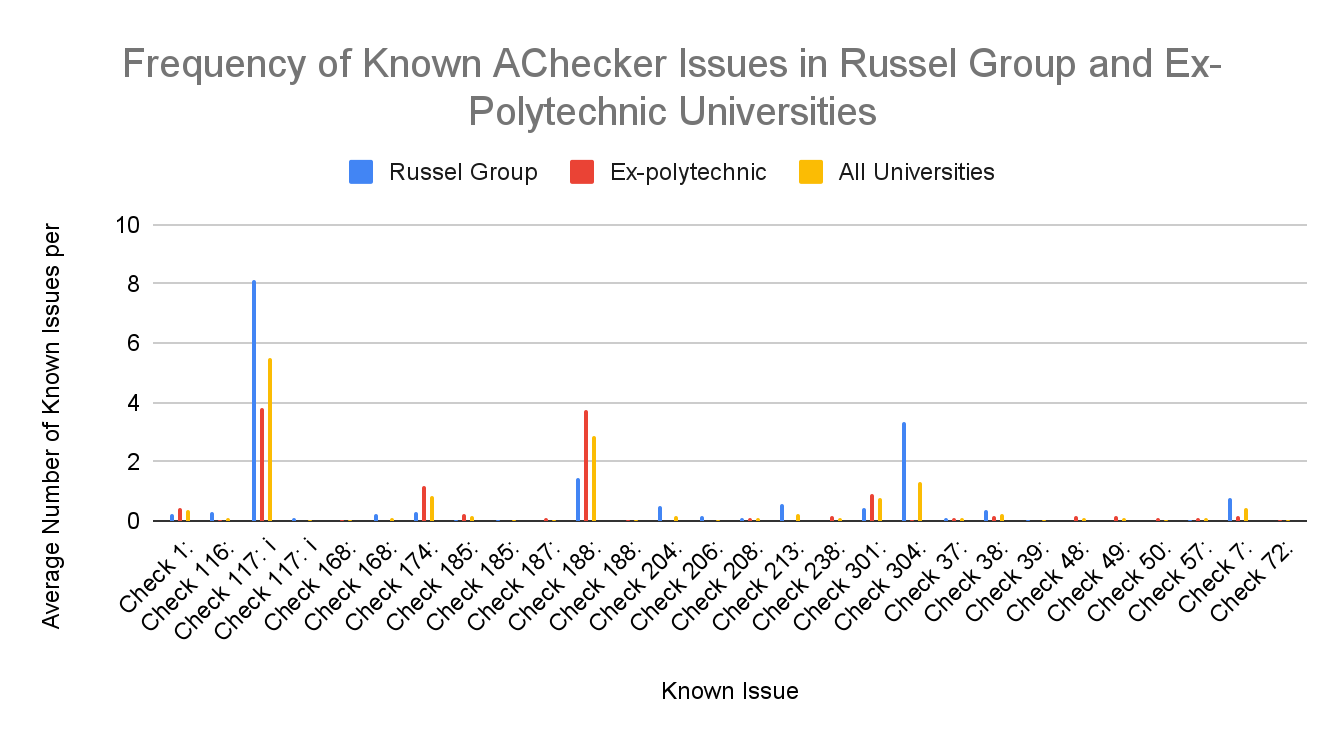 Frequency of Known AChecker Issues in Russel Group and Ex-
Polytechnic Universities
Russel Group
Ex-polytechnic
All Universities
Average Number of Known Issues per
10
8
6
4
2
0
Check 1:
Check 116:
Check 117: i
Check 117: i
Check 168:
Check 168:
Check 174:
Check 185:
Check 185:
Check 187:
Check 188:
Check 188:
Check 204:
Check 206:
Check 208:
Check 213:
Check 238:
Check 301:
Check 304:
Check 37:
Check 38:
Check 39:
Check 48:
Check 49:
Check 50:
Check 57:
Check 7:
Check 72:
Known Issue